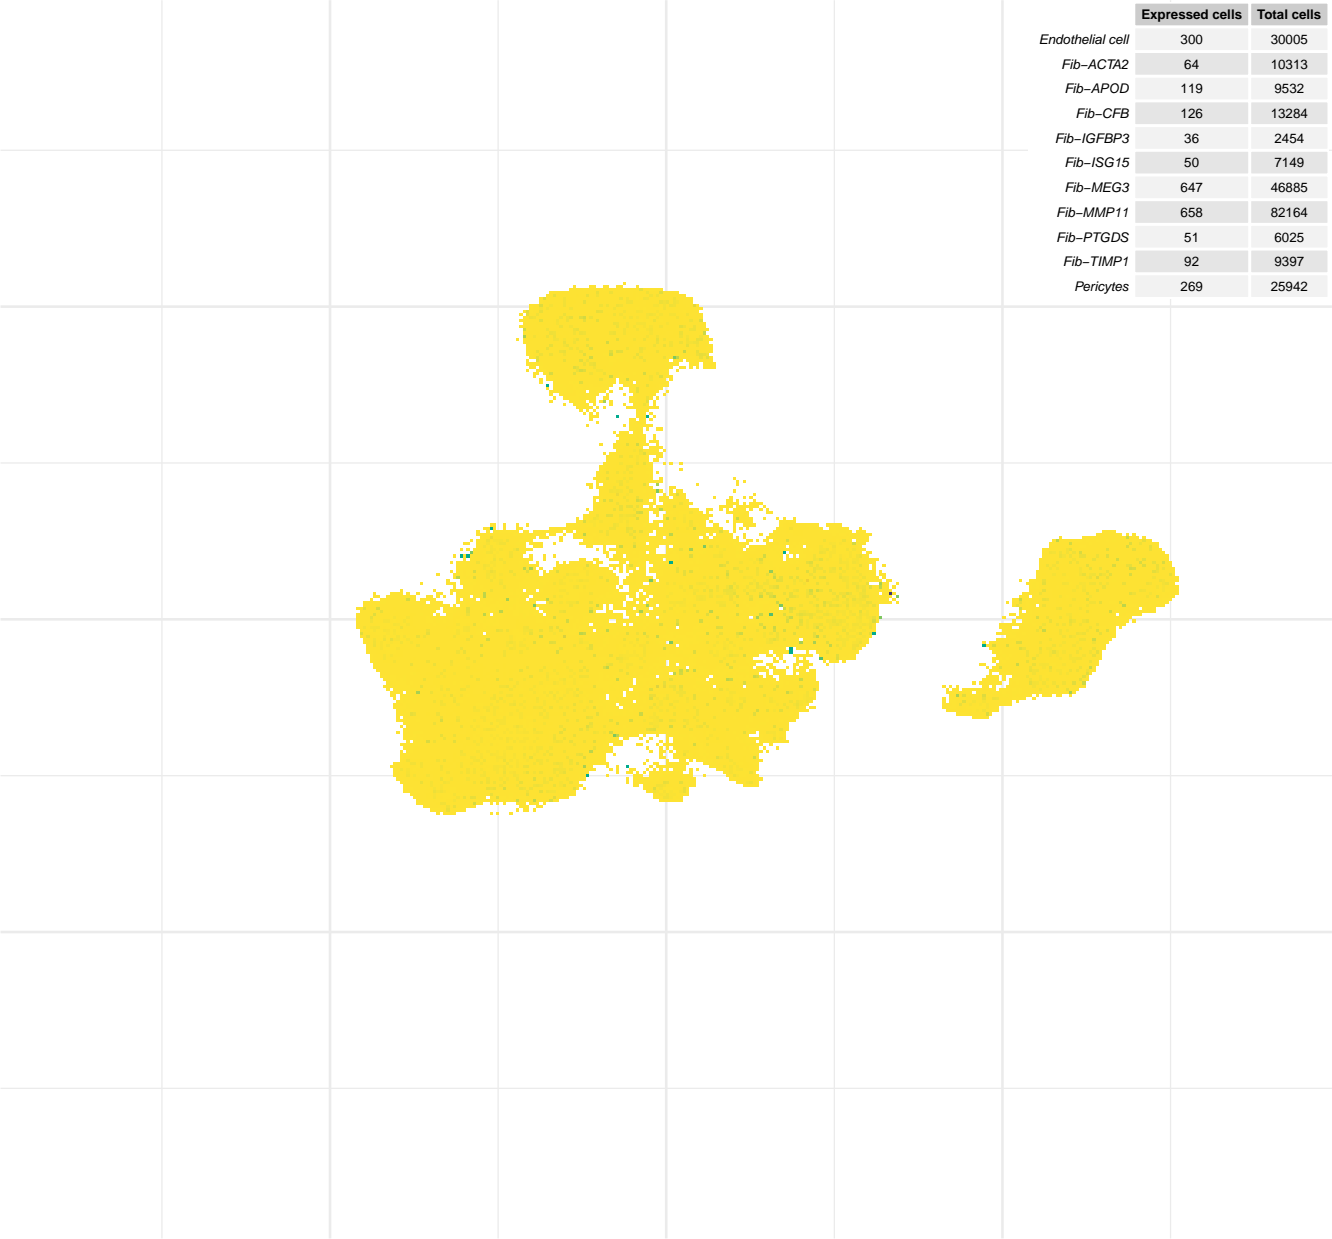 Expressed cells Total cells
Endothelial cell 300 30005
Fib−ACTA2 64 10313
Fib−APOD 119 9532
Fib−CFB 126 13284
Fib−IGFBP3 36 2454
Fib−ISG15 50 7149
Fib−MEG3 647 46885
Fib−MMP11 658 82164
Fib−PTGDS 51 6025
Fib−TIMP1 92 9397
Pericytes 269 25942